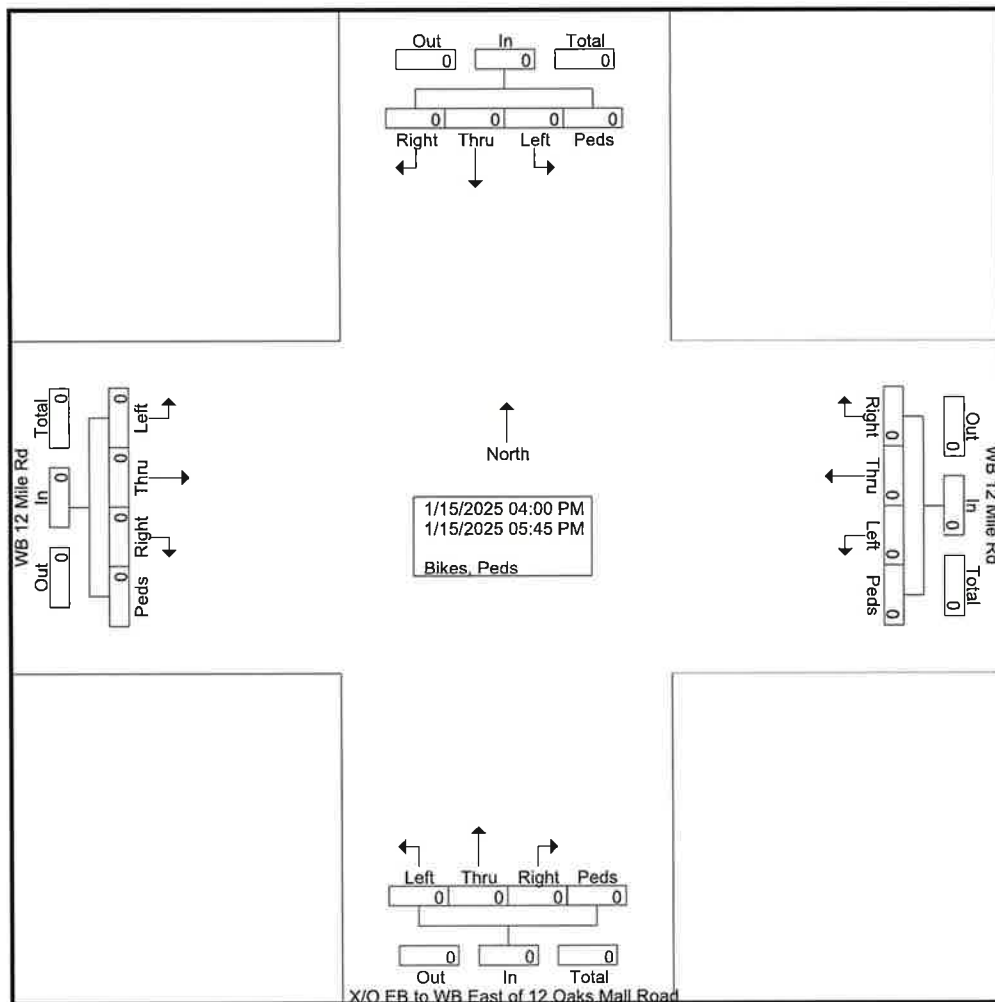 Out In Total
0 0 0
0 0 0 0
Right Thru Left Peds
WB 12 Mile Rd
Total In Out
0 0 0
0 0 0 0
Left Thru Right Peds
North
1/15/2025 04:00 PM
1/15/2025 05:45 PM
Bikes, Peds
Right Thru Left Peds
0 0 0 0
0 0 0
Out In Total
WB 12 Mile Rd
Left Thru Right Peds
0 0 0 0
0 0 0
Out In Total
X/O EB to WB East of 12 Oaks Mall Road